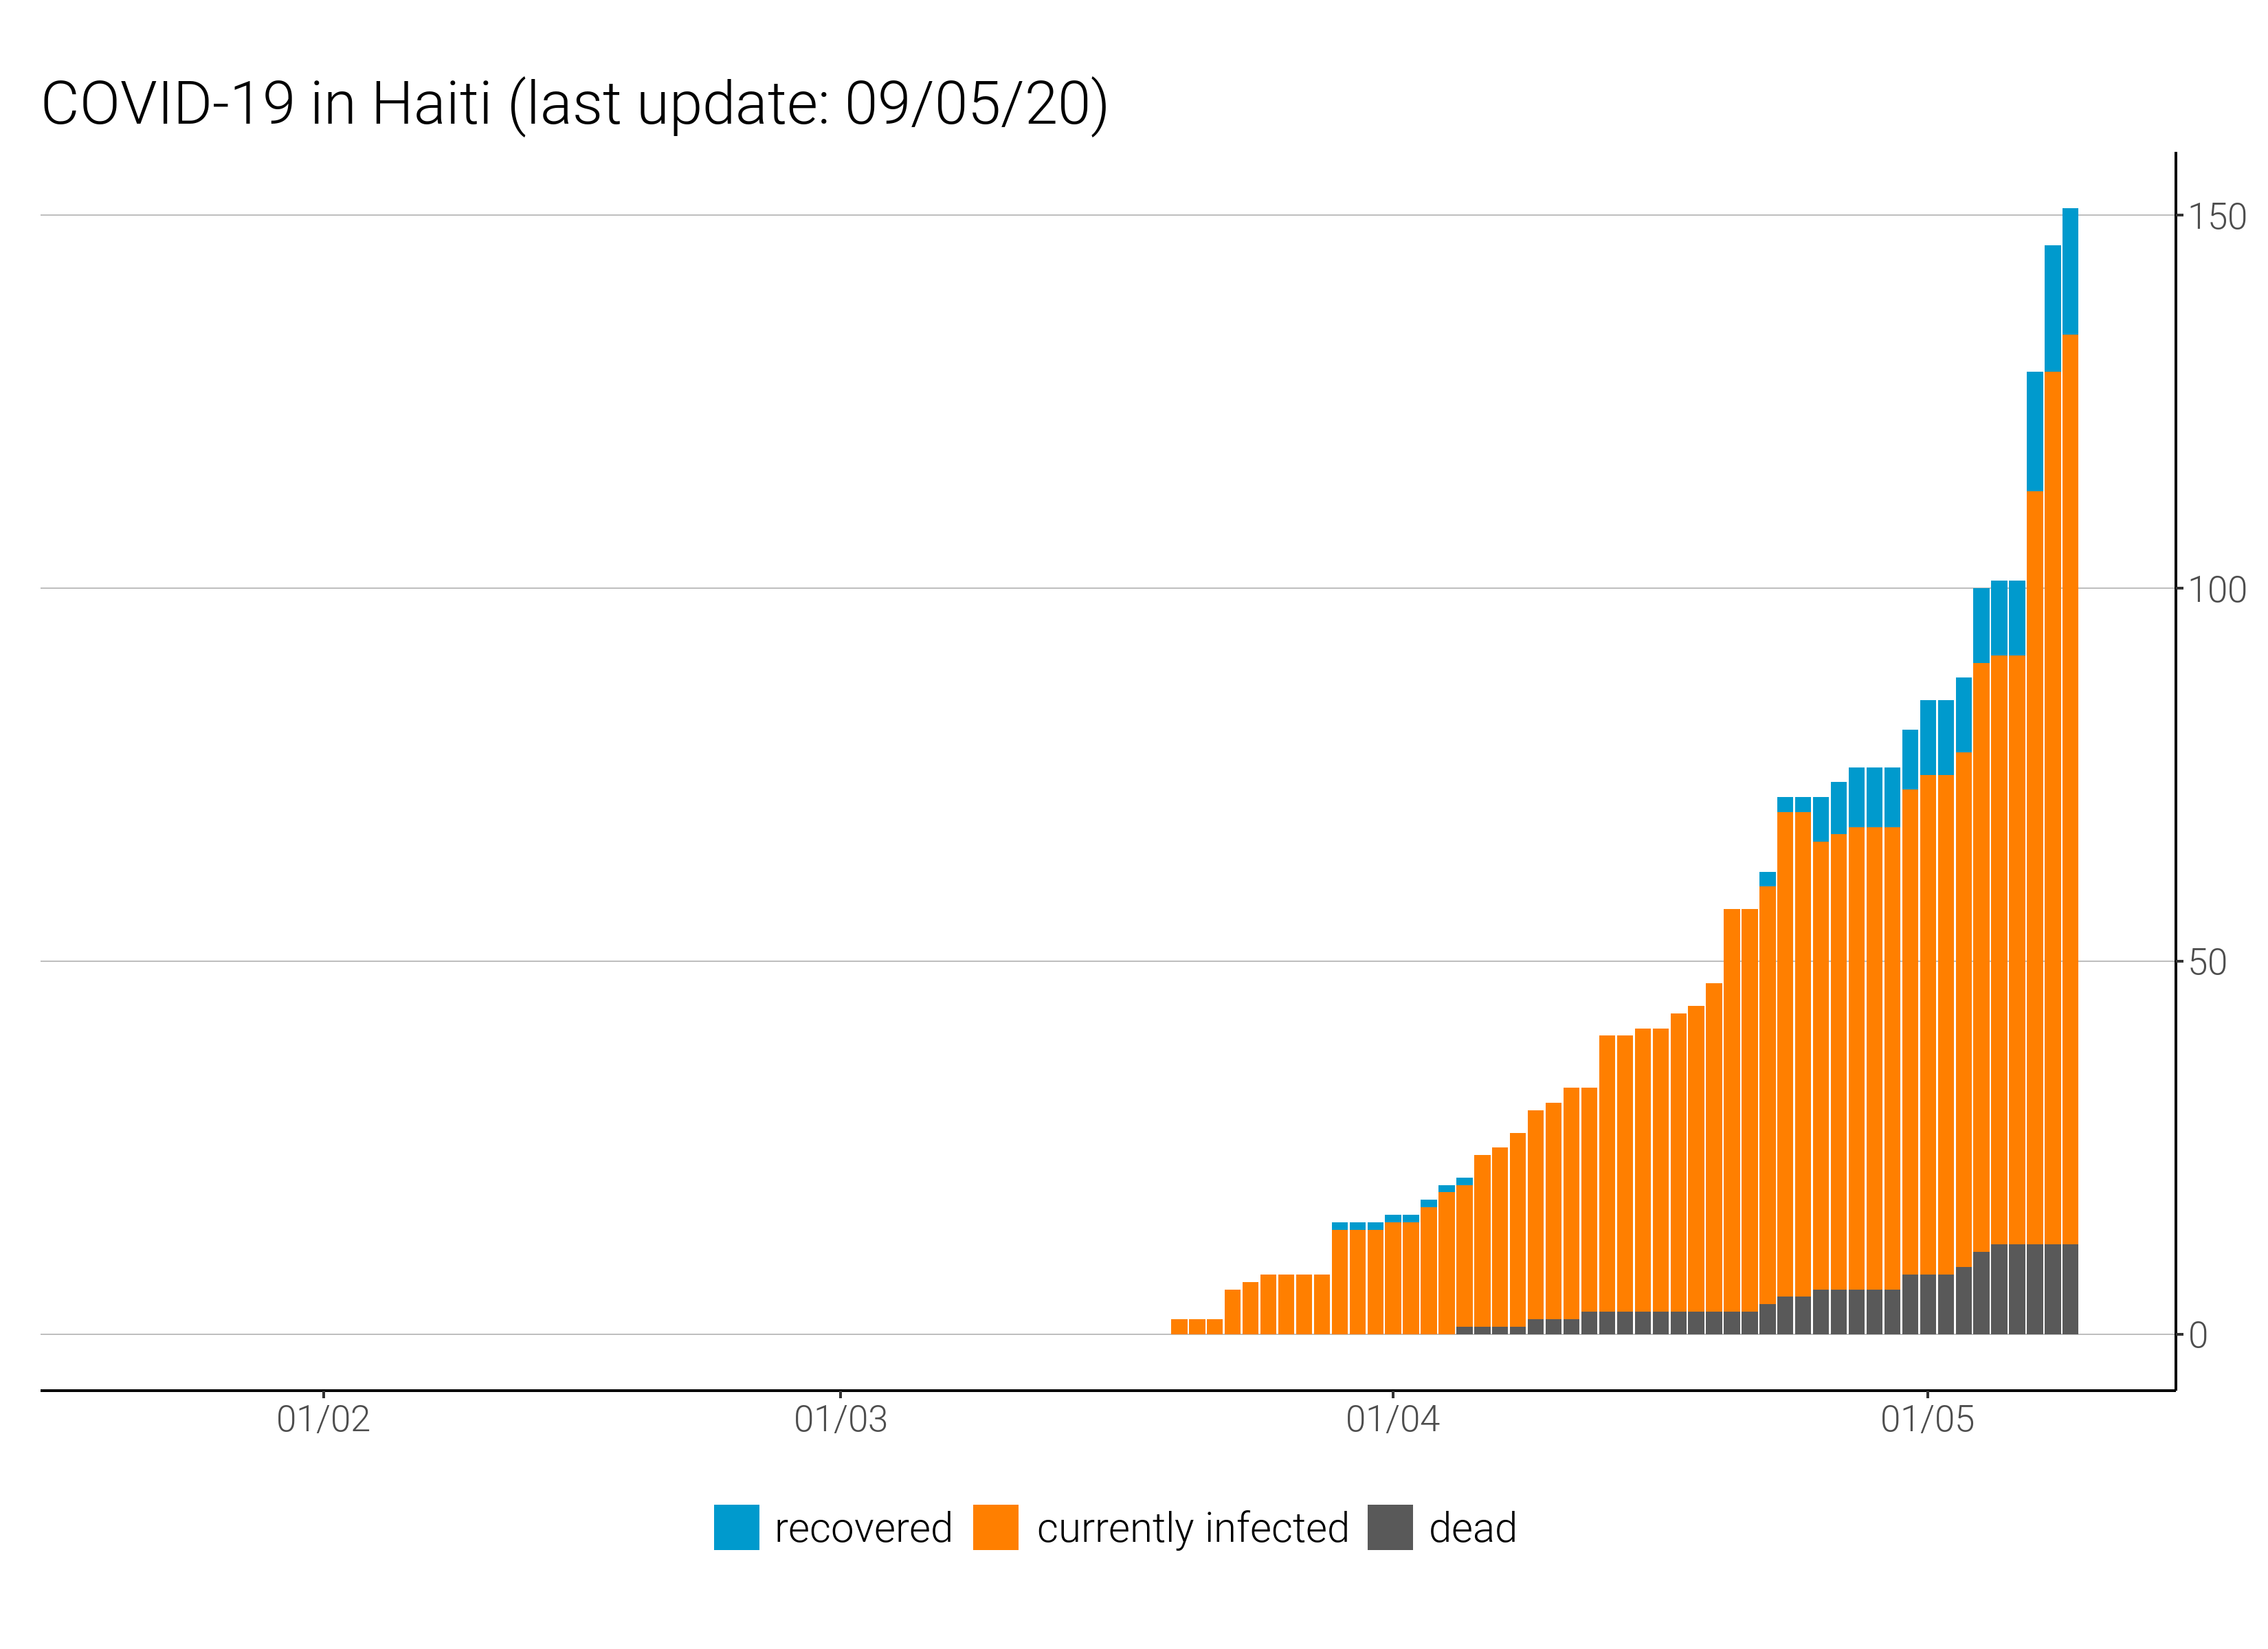 COVID-19 in Haiti (last update: 09/05/20)
150
100
50
0
01/02 01/03 01/04 01/05
recovered currently infected dead